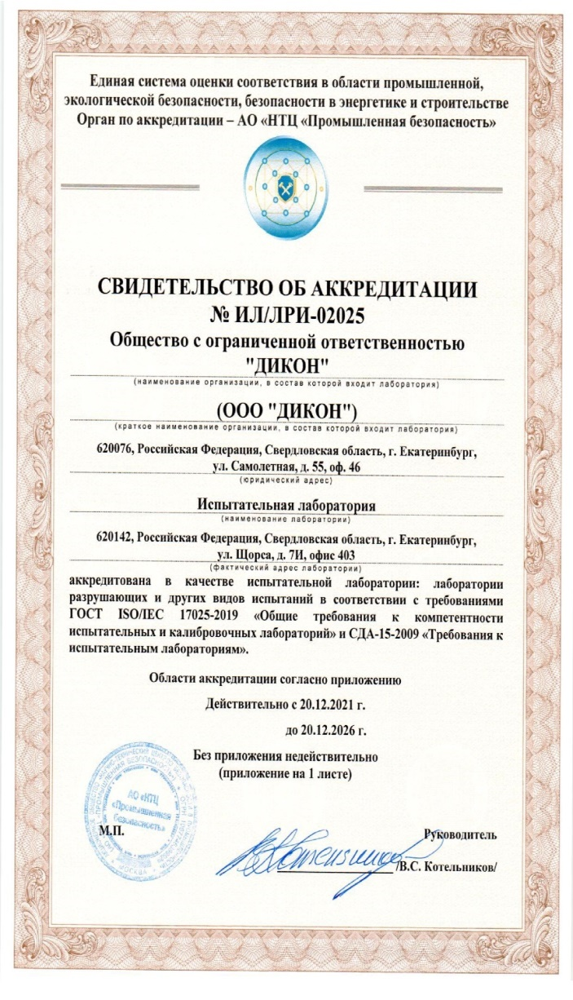 Единая система оценки соответствия в области промышленной,
экологической безопасности, безопасности в энергетике и строительстве
Орган по аккредитации – АО «НТЦ «Промышленная безопасность»
СВИДЕТЕЛЬСТВО ОБ АККРЕДИТАЦИИ
№ ИЛ/ЛРИ-02025
Общество с ограниченной ответственностью
"ДИКОН"
(наименование организации, в состав которой входит лаборатория)
(ООО "ДИКОН")
(краткое наименование организации, в состав которой входит лаборатория)
620076, Российская Федерация, Свердловская область, г. Екатеринбург,
ул. Самолетная, д. 55, оф. 46
(юридический адрес)
Испытательная лаборатория
(наименование лаборатории)
620142, Российская Федерация, Свердловская область, г. Екатеринбург,
ул. Щорса, д. 7И, офис 403
(фактический адрес лаборатории)
аккредитована в качестве испытательной лаборатории: лаборатории
разрушающих и других видов испытаний в соответствии с требованиями
ГОСТ ISO/IEC 17025-2019 «Общие требования к компетентности
испытательных и калибровочных лабораторий» и СДА-15-2009 «Требования к
испытательным лабораториям».
Области аккредитации согласно приложению
Действительно с 20.12.2021 г.
до 20.12.2026 г.
Без приложения недействительно
(приложение на 1 листе)
АО «НТЦ
«Промышленная
безопасность»
МОСКВА
М.П.
Руководитель
/В.С. Котельников/